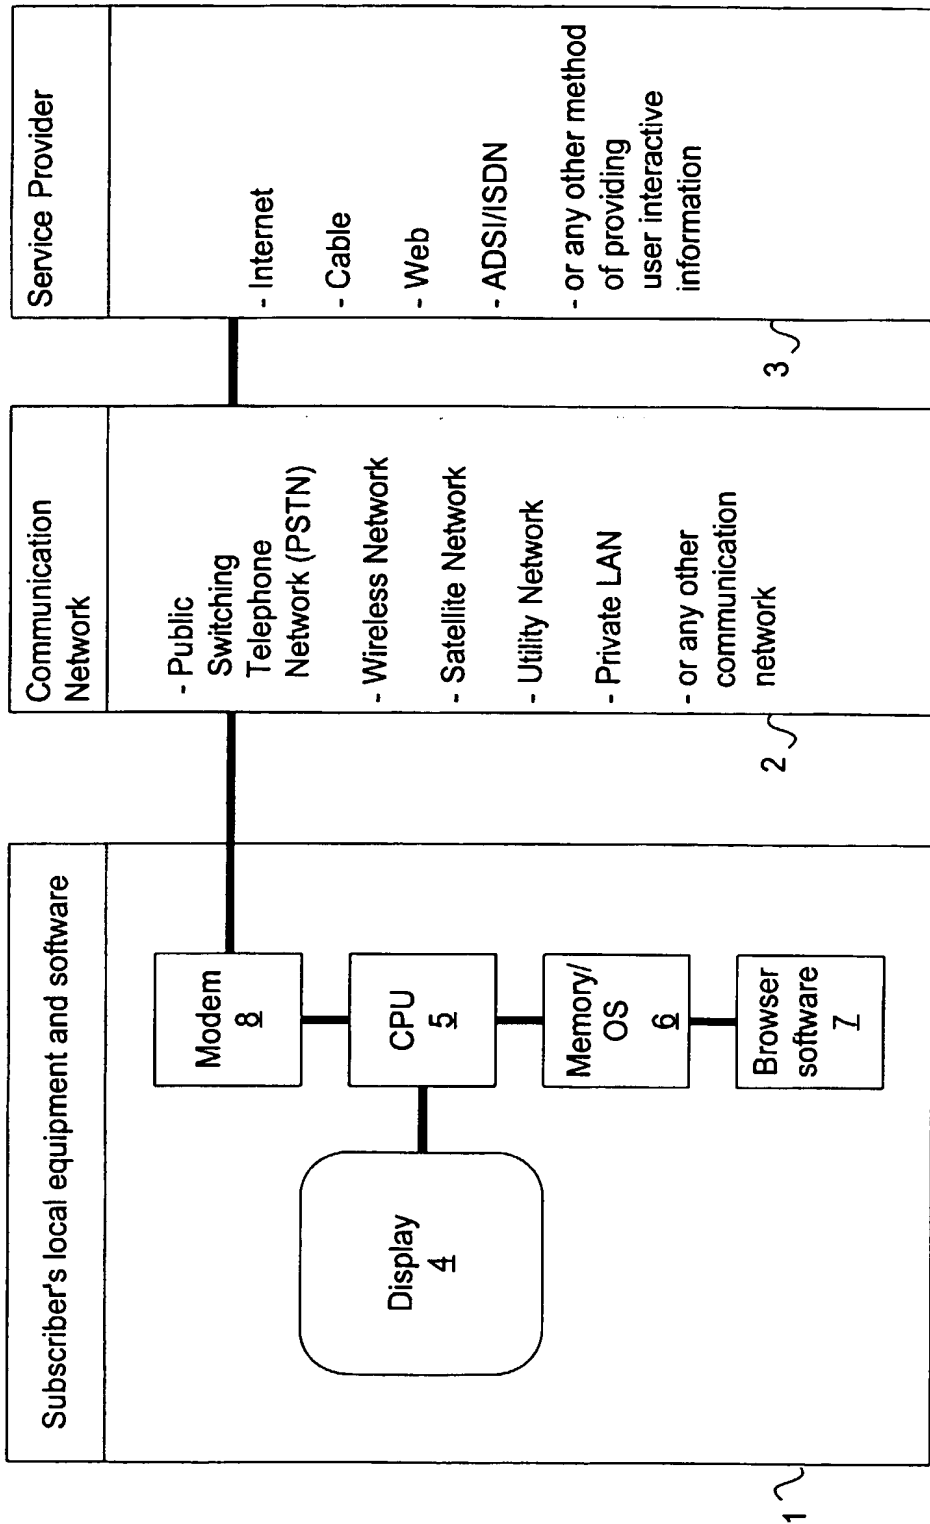 Subscriber's local equipment and software
Modem
8
CPU
5
Memory/
OS
6
Browser
software
7
Display
4
1
Communication
Network
- Public
Switching
Telephone
Network (PSTN)
- Wireless Network
- Satellite Network
- Utility Network
- Private LAN
- or any other
communication
network
2
Service Provider
- Internet
- Cable
- Web
- ADSI/ISDN
- or any other method
of providing
user interactive
information
3